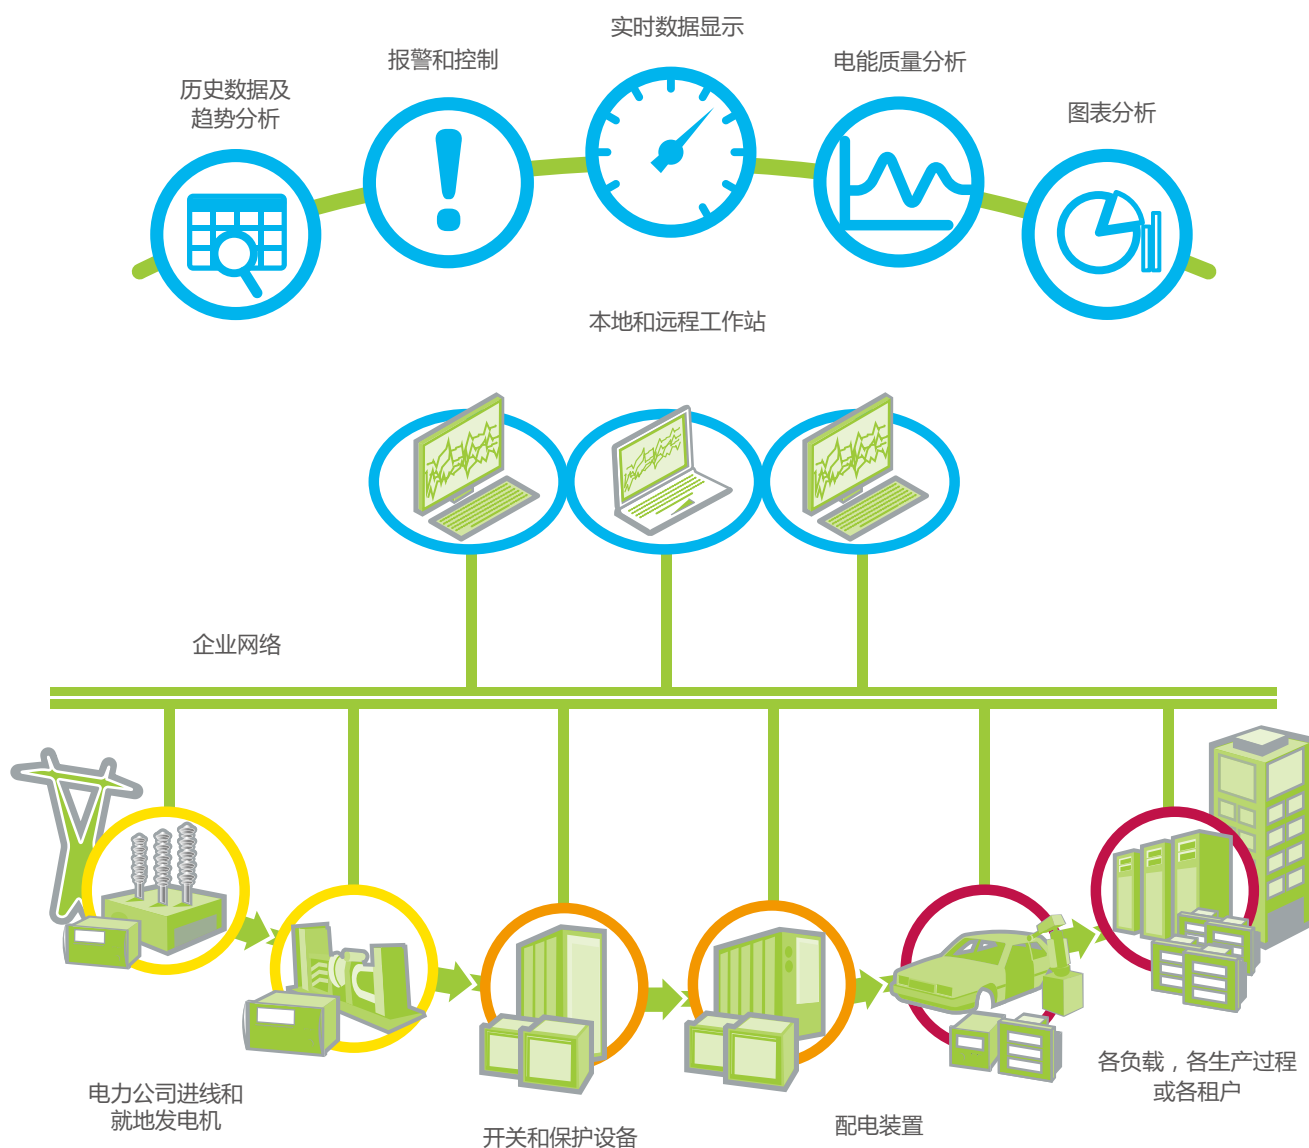 实时数据显示
报警和控制
电能质量分析
历史数据及
趋势分析
图表分析
本地和远程工作站
企业网络
各负载，各生产过程
或各租户
电力公司进线和
就地发电机
配电装置
开关和保护设备